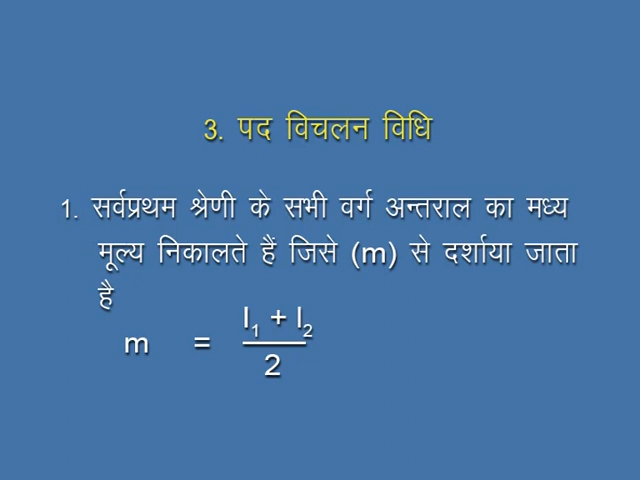 3. पद विचलन विधि
1. सर्वप्रथम श्रेणी के सभी वर्ग अन्तराल का मध्य
मूल्य निकालते हैं जिसे (m) से दर्शाया जाता
है
m = (l₁ + l₂) / 2